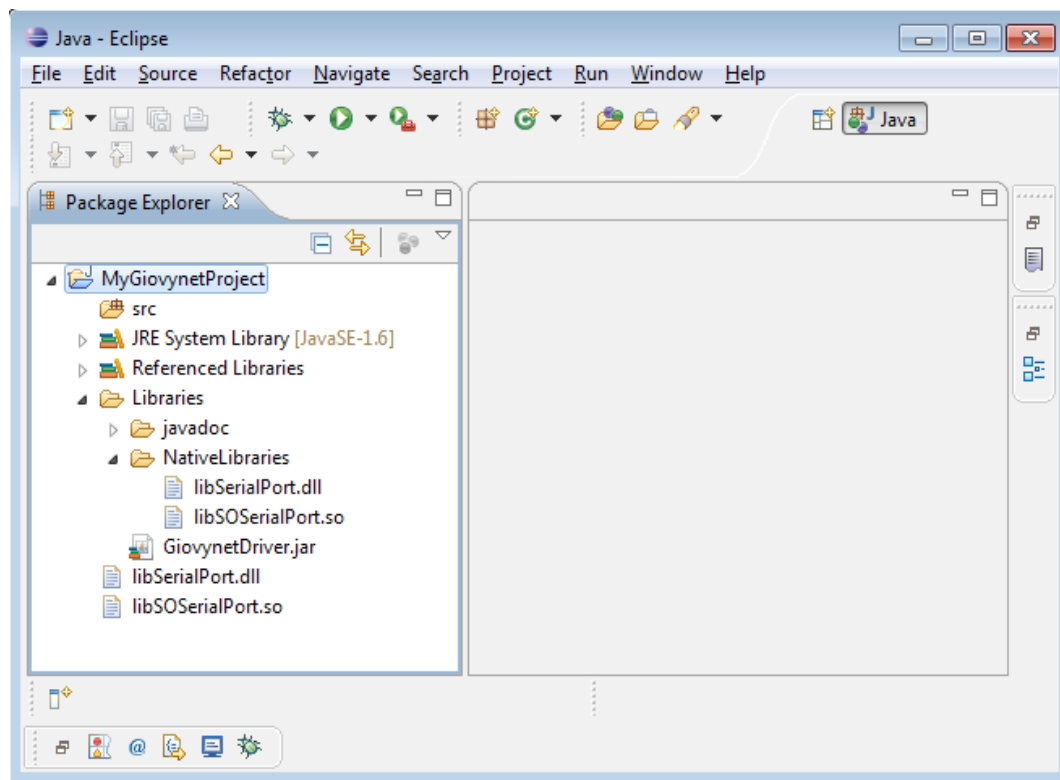 Java - Eclipse
File Edit Source Refactor Navigate Search Project Run Window Help
Java
Package Explorer
MyGiovynetProject
src
JRE System Library [JavaSE-1.6]
Referenced Libraries
Libraries
javadoc
NativeLibraries
libSerialPort.dll
libSOSerialPort.so
GiovynetDriver.jar
libSerialPort.dll
libSOSerialPort.so